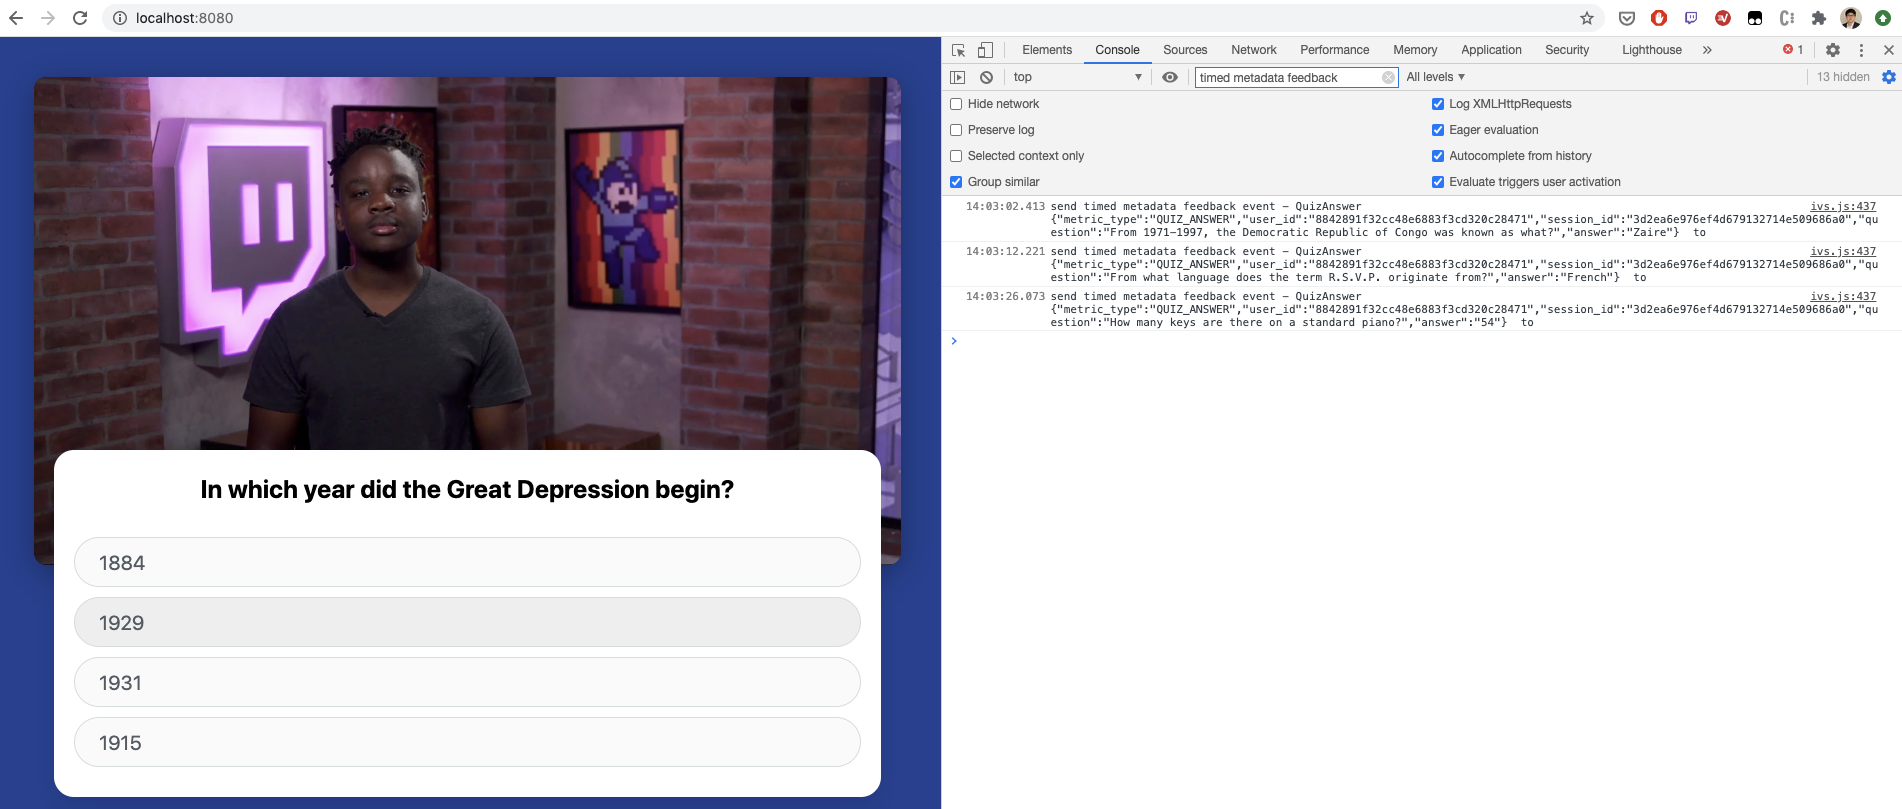 localhost:8080
Elements Console Sources Network Performance Memory Application Security Lighthouse » 1
top timed metadata feedback All levels 13 hidden
Hide network Log XMLHttpRequests
Preserve log Eager evaluation
Selected context only Autocomplete from history
Group similar Evaluate triggers user activation
14:03:02.413 send timed metadata feedback event – QuizAnswer ivs.js:437
{"metric_type":"QUIZ_ANSWER","user_id":"8842891f32cc48e6883f3cd320c28471","session_id":"3d2ea6e976ef4d679132714e509686a0","qu
estion":"From 1971–1997, the Democratic Republic of Congo was known as what?","answer":"Zaire"} to
14:03:12.221 send timed metadata feedback event – QuizAnswer ivs.js:437
{"metric_type":"QUIZ_ANSWER","user_id":"8842891f32cc48e6883f3cd320c28471","session_id":"3d2ea6e976ef4d679132714e509686a0","qu
estion":"From what language does the term R.S.V.P. originate from?","answer":"French"} to
14:03:26.073 send timed metadata feedback event – QuizAnswer ivs.js:437
{"metric_type":"QUIZ_ANSWER","user_id":"8842891f32cc48e6883f3cd320c28471","session_id":"3d2ea6e976ef4d679132714e509686a0","qu
estion":"How many keys are there on a standard piano?","answer":"54"} to
In which year did the Great Depression begin?
1884
1929
1931
1915